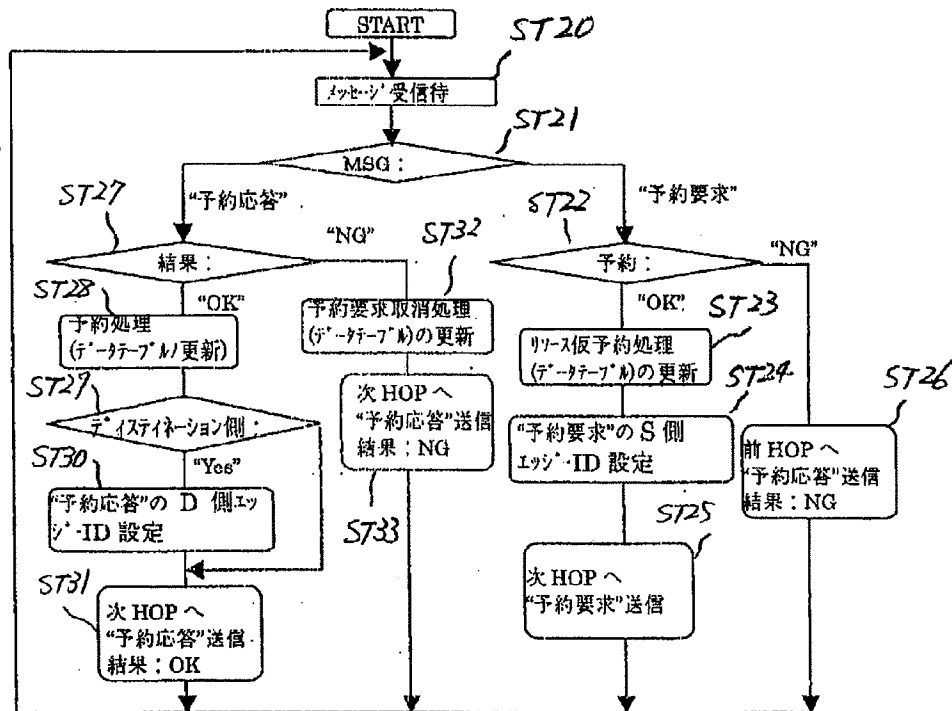 START
ST20
メッセージ受信待
ST21
MSG：
"予約応答"
"予約要求"
ST27
ST22
結果：
"NG"
ST32
予約：
"NG"
ST28
"OK"
予約処理
(データテーブルノ更新)
予約要求取消処理
(データテーブル)の更新
"OK"
ST23
リソース仮予約処理
(データテーブル)の更新
ST29
ディスティネーション側：
次HOPへ
"予約応答"送信
結果：NG
ST24
"予約要求"のS側
エッジ-ID設定
ST26
前HOPへ
"予約応答"送信
結果：NG
ST30
"Yes"
"予約応答"のD側エッ
ジ-ID設定
ST33
ST25
次HOPへ
"予約要求"送信
ST31
次HOPへ
"予約応答"送信
結果：OK